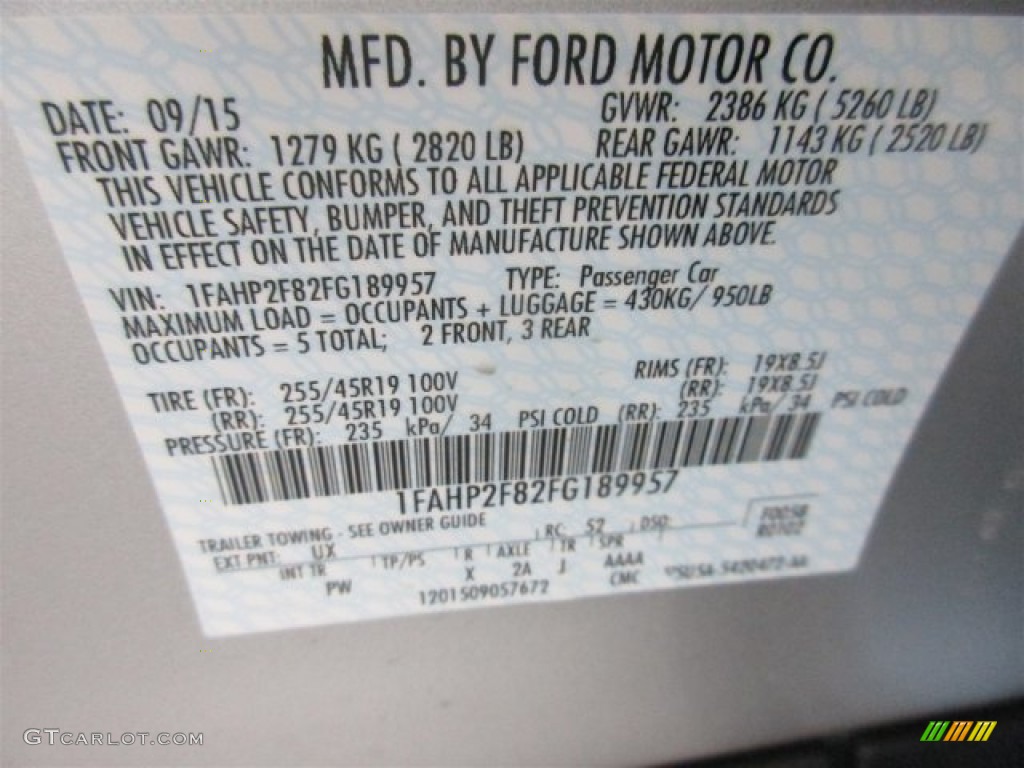 MFD. BY FORD MOTOR CO.
DATE: 09/15 GVWR: 2386 KG ( 5260 LB)
FRONT GAWR: 1279 KG ( 2820 LB) REAR GAWR: 1143 KG ( 2520 LB)
THIS VEHICLE CONFORMS TO ALL APPLICABLE FEDERAL MOTOR
VEHICLE SAFETY, BUMPER, AND THEFT PREVENTION STANDARDS
IN EFFECT ON THE DATE OF MANUFACTURE SHOWN ABOVE.
VIN: 1FAHP2F82FG189957 TYPE: Passenger Car
MAXIMUM LOAD = OCCUPANTS + LUGGAGE = 430KG/ 950LB
OCCUPANTS = 5 TOTAL; 2 FRONT, 3 REAR
TIRE (FR): 255/45R19 100V RIMS (FR): 19X8.5J
(RR): 255/45R19 100V (RR): 19X8.5J
PRESSURE (FR): 235 kPa/ 34 PSI COLD (RR): 235 kPa/ 34 PSI COLD
1FAHP2F82FG189957
TRAILER TOWING - SEE OWNER GUIDE RC: 52 DSO:
EXT PNT: UX
INT TR TP/PS R AXLE TR SPR
PW X 2A J AAAA
1201509057672 CMC
GTCARLOT.COM